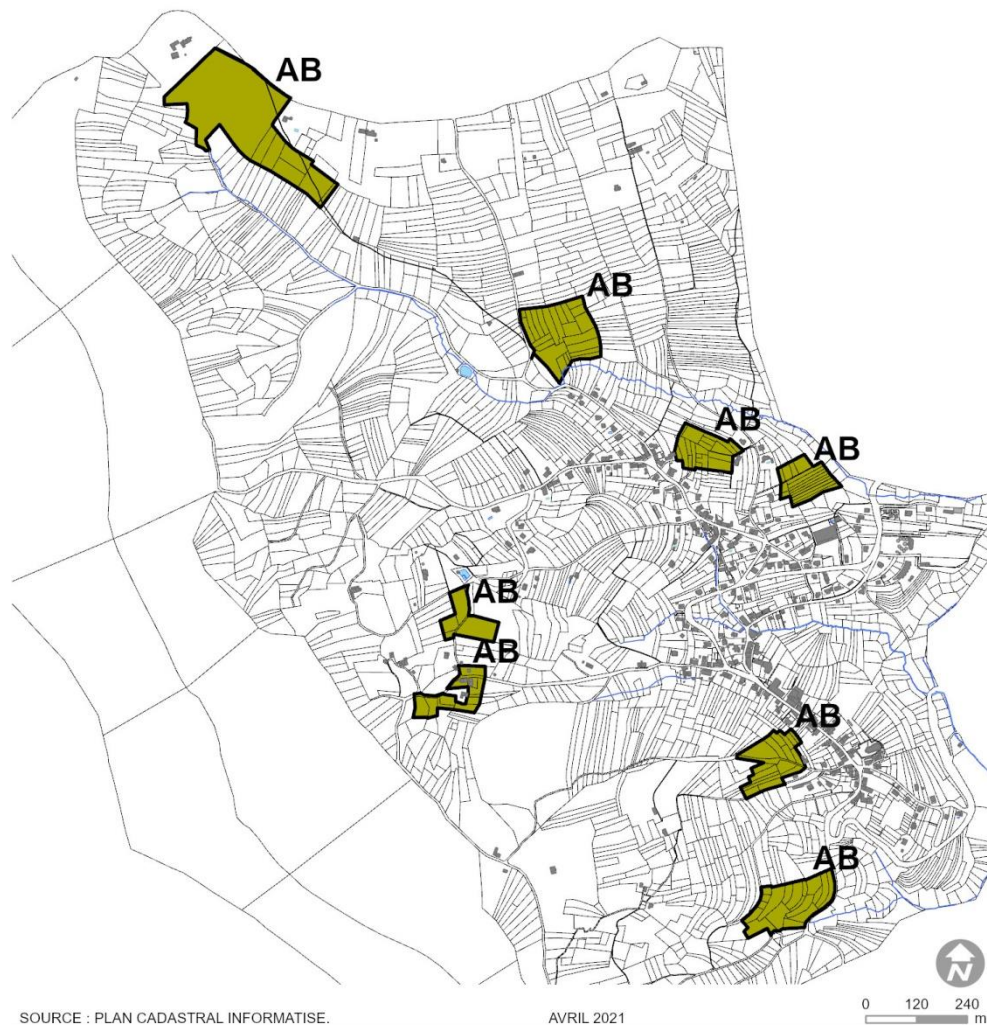 AB
AB
AB
AB
AB
AB
AB
AB
N
SOURCE : PLAN CADASTRAL INFORMATISE.
AVRIL 2021
0 120 240
m